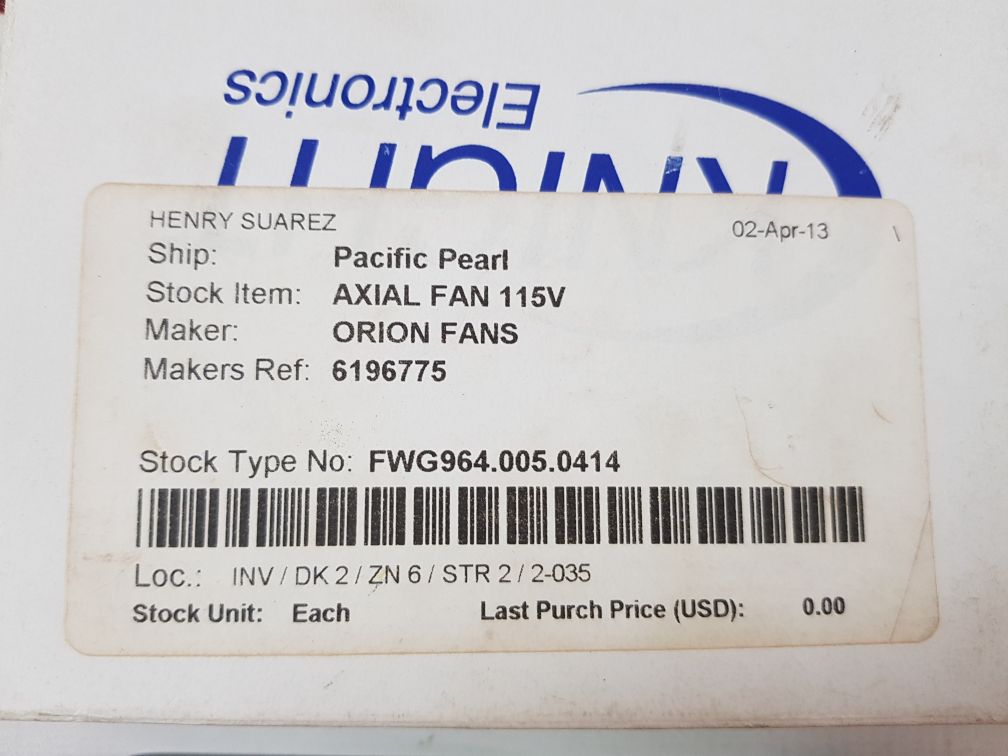 Electronics
HENRY SUAREZ
02-Apr-13
Ship: Pacific Pearl
Stock Item: AXIAL FAN 115V
Maker: ORION FANS
Makers Ref: 6196775
Stock Type No: FWG964.005.0414
Loc.: INV / DK 2 / ZN 6 / STR 2 / 2-035
Stock Unit: Each Last Purch Price (USD): 0.00